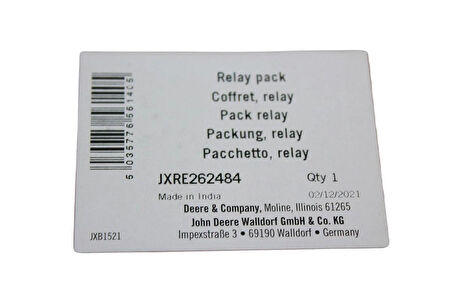 5035776561405
Relay pack
Coffret, relay
Pack relay
Packung, relay
Pacchetto, relay
JXRE262484 Qty 1
Made in India 02/12/2021
Deere & Company, Moline, Illinois 61265
John Deere Walldorf GmbH & Co. KG
JXB1521 Impexstraße 3 • 69190 Walldorf • Germany